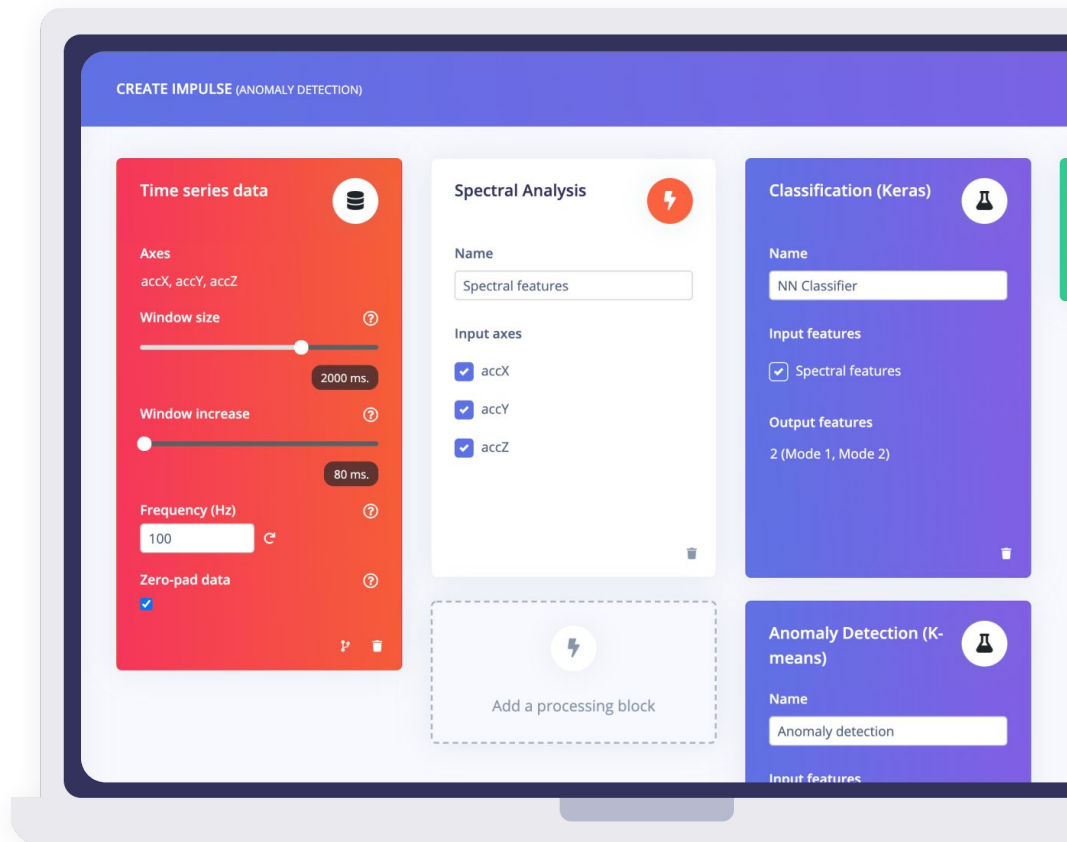 CREATE IMPULSE (ANOMALY DETECTION)
Time series data
Axes
accX, accY, accZ
Window size
2000 ms.
Window increase
80 ms.
Frequency (Hz)
100
Zero-pad data
Spectral Analysis
Name
Spectral features
Input axes
accX
accY
accZ
Add a processing block
Classification (Keras)
Name
NN Classifier
Input features
Spectral features
Output features
2 (Mode 1, Mode 2)
Anomaly Detection (K-
means)
Name
Anomaly detection
Input features